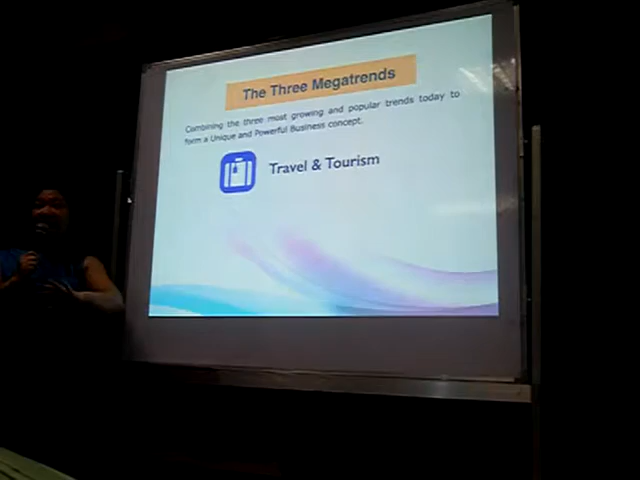 The Three Megatrends
Combining the three most growing and popular trends today to
form a Unique and Powerful Business concept.
Travel & Tourism